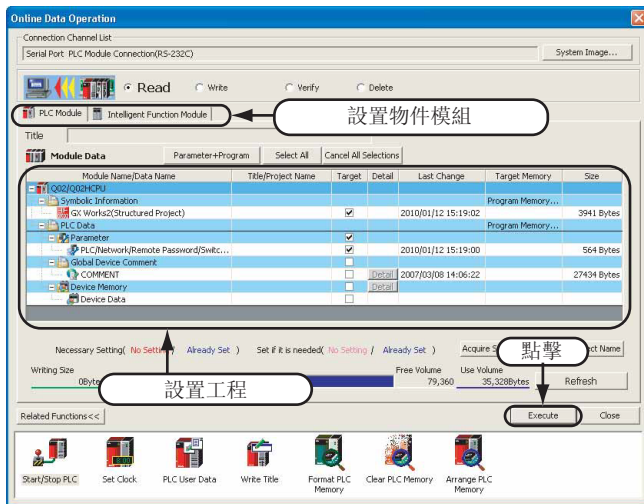 Online Data Operation
Connection Channel List
Serial Port PLC Module Connection(RS-232C)
System Image...
Read Write Verify Delete
PLC Module Intelligent Function Module
設置物件模組
Title
Module Data Parameter+Program Select All Cancel All Selections
Module Name/Data Name Title/Project Name Target Detail Last Change Target Memory Size
Q02/Q02HCPU
Symbolic Information Program Memory...
GX Works2(Structured Project) 2010/01/12 15:19:02 3941 Bytes
PLC Data Program Memory...
Parameter
PLC/Network/Remote Password/Switc... 2010/01/12 15:19:00 564 Bytes
Global Device Comment
COMMENT Detail 2007/03/08 14:06:22 27434 Bytes
Device Memory Detail
Device Data
Necessary Setting( No Setting / Already Set ) Set if it is needed( No Setting / Already Set )
點擊
Writing Size Free Volume Use Volume
79,360 35,328Bytes Refresh
設置工程
Related Functions<< Execute Close
Start/Stop PLC Set Clock PLC User Data Write Title Format PLC Memory Clear PLC Memory Arrange PLC Memory